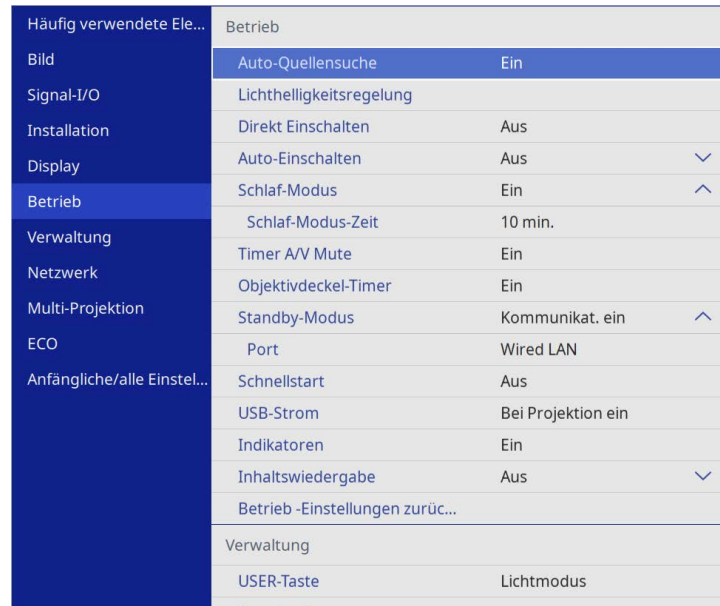 Häufig verwendete Ele...
Bild
Signal-I/O
Installation
Display
Betrieb
Verwaltung
Netzwerk
Multi-Projektion
ECO
Anfängliche/alle Einstel...
Betrieb
Auto-Quellensuche Ein
Lichthelligkeitsregelung
Direkt Einschalten Aus
Auto-Einschalten Aus
Schlaf-Modus Ein
Schlaf-Modus-Zeit 10 min.
Timer A/V Mute Ein
Objektivdeckel-Timer Ein
Standby-Modus Kommunikat. ein
Port Wired LAN
Schnellstart Aus
USB-Strom Bei Projektion ein
Indikatoren Ein
Inhaltswiedergabe Aus
Betrieb -Einstellungen zurüc...
Verwaltung
USER-Taste Lichtmodus